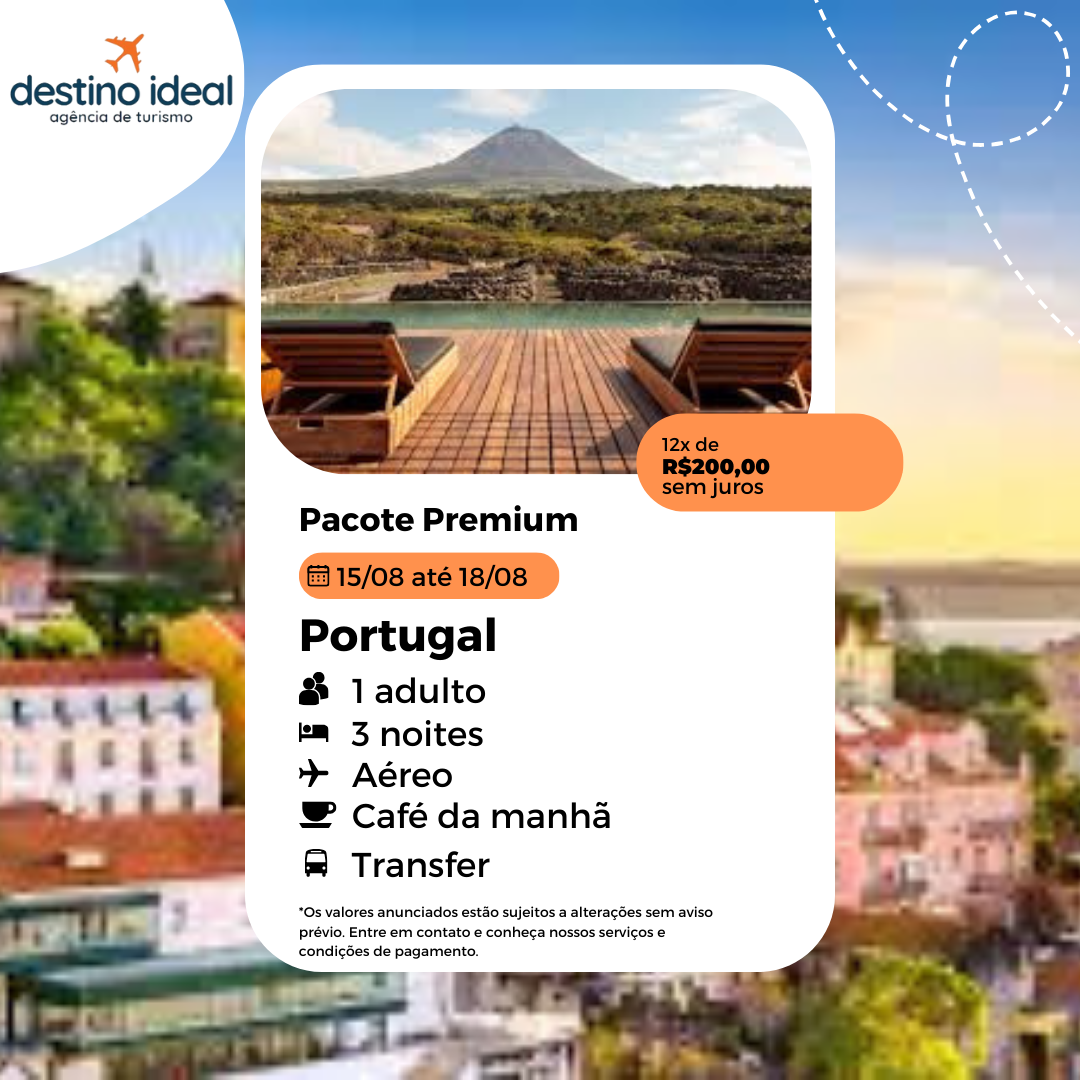 destino ideal
agência de turismo
12x de
R$200,00
sem juros
Pacote Premium
15/08 até 18/08
Portugal
1 adulto
3 noites
Aéreo
Café da manhã
Transfer
*Os valores anunciados estão sujeitos a alterações sem aviso
prévio. Entre em contato e conheça nossos serviços e
condições de pagamento.